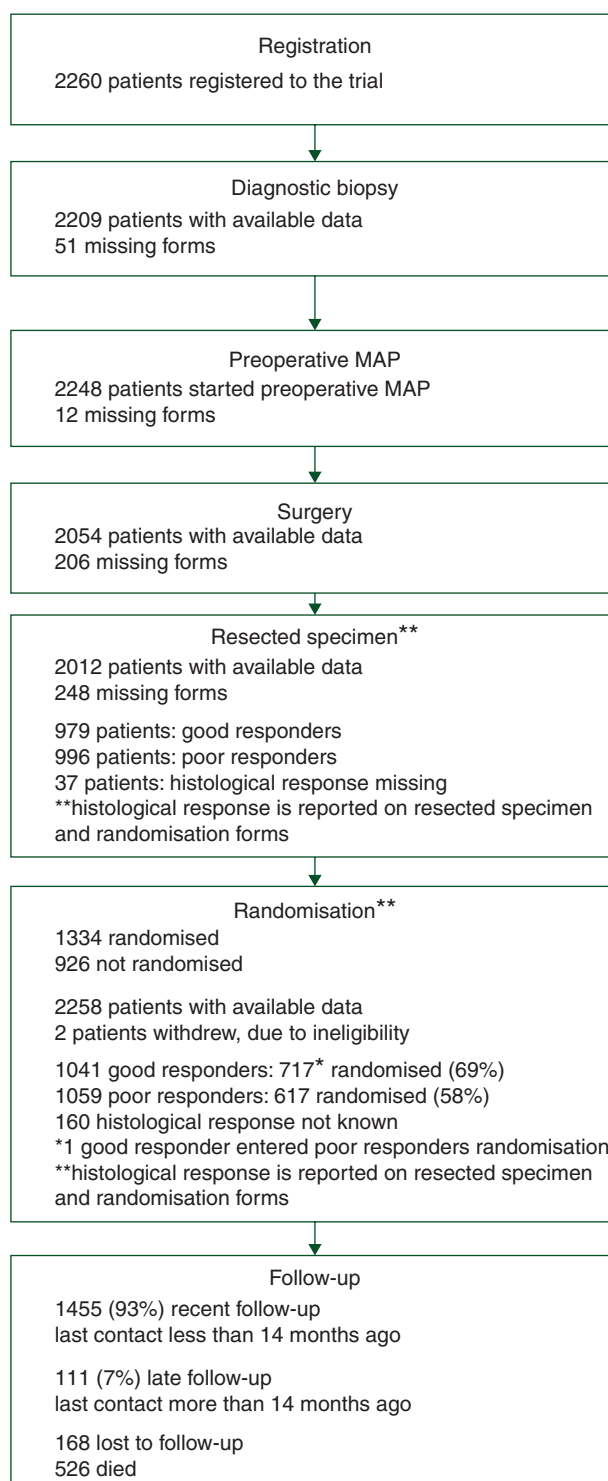 Registration
2260 patients registered to the trial
Diagnostic biopsy
2209 patients with available data
51 missing forms
Preoperative MAP
2248 patients started preoperative MAP
12 missing forms
Surgery
2054 patients with available data
206 missing forms
Resected specimen**
2012 patients with available data
248 missing forms
979 patients: good responders
996 patients: poor responders
37 patients: histological response missing
**histological response is reported on resected specimen
and randomisation forms
Randomisation**
1334 randomised
926 not randomised
2258 patients with available data
2 patients withdrew, due to ineligibility
1041 good responders: 717* randomised (69%)
1059 poor responders: 617 randomised (58%)
160 histological response not known
*1 good responder entered poor responders randomisation
**histological response is reported on resected specimen
and randomisation forms
Follow-up
1455 (93%) recent follow-up
last contact less than 14 months ago
111 (7%) late follow-up
last contact more than 14 months ago
168 lost to follow-up
526 died